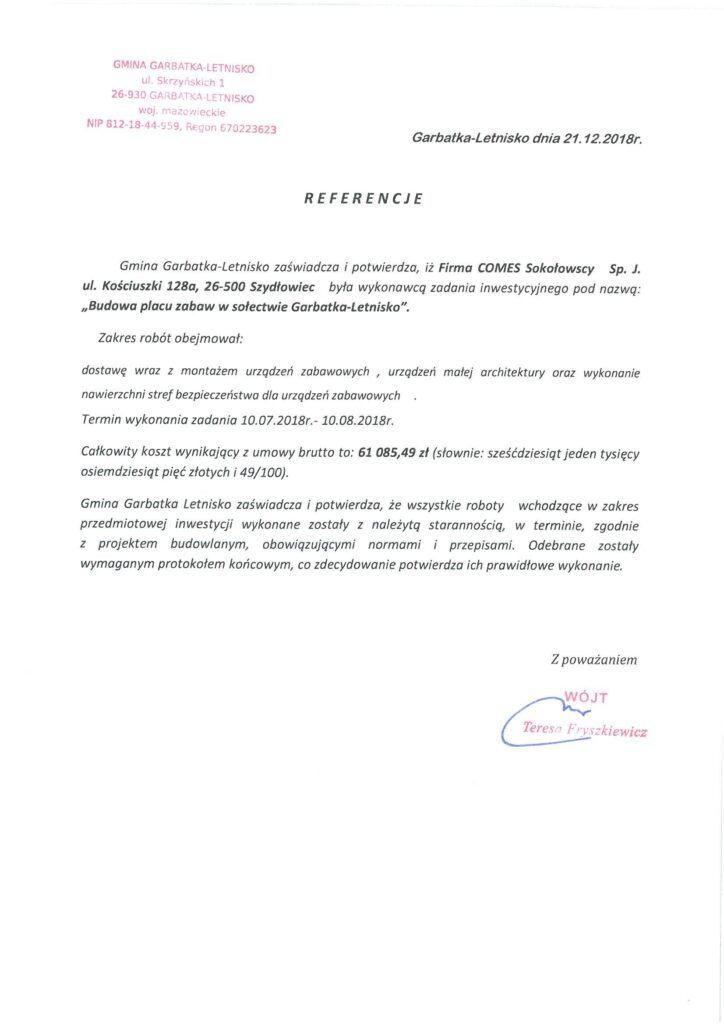 GMINA GARBATKA-LETNISKO
ul. Skrzyńskich 1
26-930 GARBATKA-LETNISKO
woj. mazowieckie
NIP 812-18-44-959, Regon 670223623
Garbatka-Letnisko dnia 21.12.2018r.
REFERENCJE
Gmina Garbatka-Letnisko zaświadcza i potwierdza, iż Firma COMES Sokołowscy Sp. J.
ul. Kościuszki 128a, 26-500 Szydłowiec była wykonawcą zadania inwestycyjnego pod nazwą:
„Budowa placu zabaw w sołectwie Garbatka-Letnisko".
Zakres robót obejmował:
dostawę wraz z montażem urządzeń zabawowych , urządzeń małej architektury oraz wykonanie
nawierzchni stref bezpieczeństwa dla urządzeń zabawowych .
Termin wykonania zadania 10.07.2018r.- 10.08.2018r.
Całkowity koszt wynikający z umowy brutto to: 61 085,49 zł (słownie: sześćdziesiąt jeden tysięcy
osiemdziesiąt pięć złotych i 49/100).
Gmina Garbatka Letnisko zaświadcza i potwierdza, że wszystkie roboty wchodzące w zakres
przedmiotowej inwestycji wykonane zostały z należytą starannością, w terminie, zgodnie
z projektem budowlanym, obowiązującymi normami i przepisami. Odebrane zostały
wymaganym protokołem końcowym, co zdecydowanie potwierdza ich prawidłowe wykonanie.
Z poważaniem
WÓJT
Teresa Fryszkiewicz